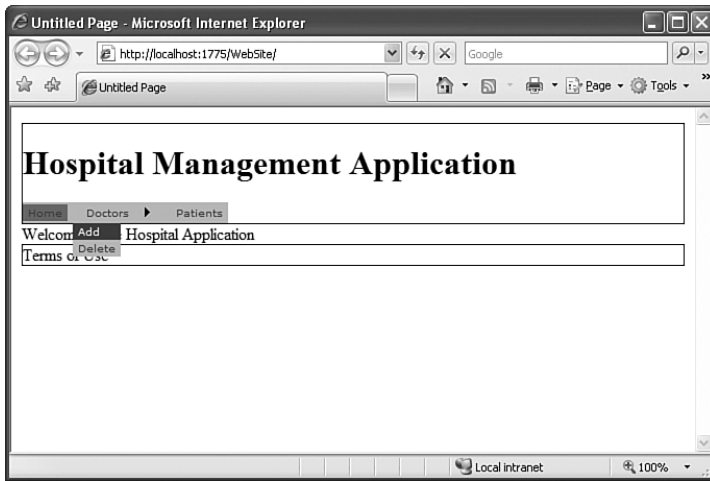 Untitled Page - Microsoft Internet Explorer
http://localhost:1775/WebSite/
Google
Untitled Page
Page
Tools
»
Hospital Management Application
Home Doctors Patients
Welcom Hospital Application
Add
Delete
Terms of Use
Local intranet
100%